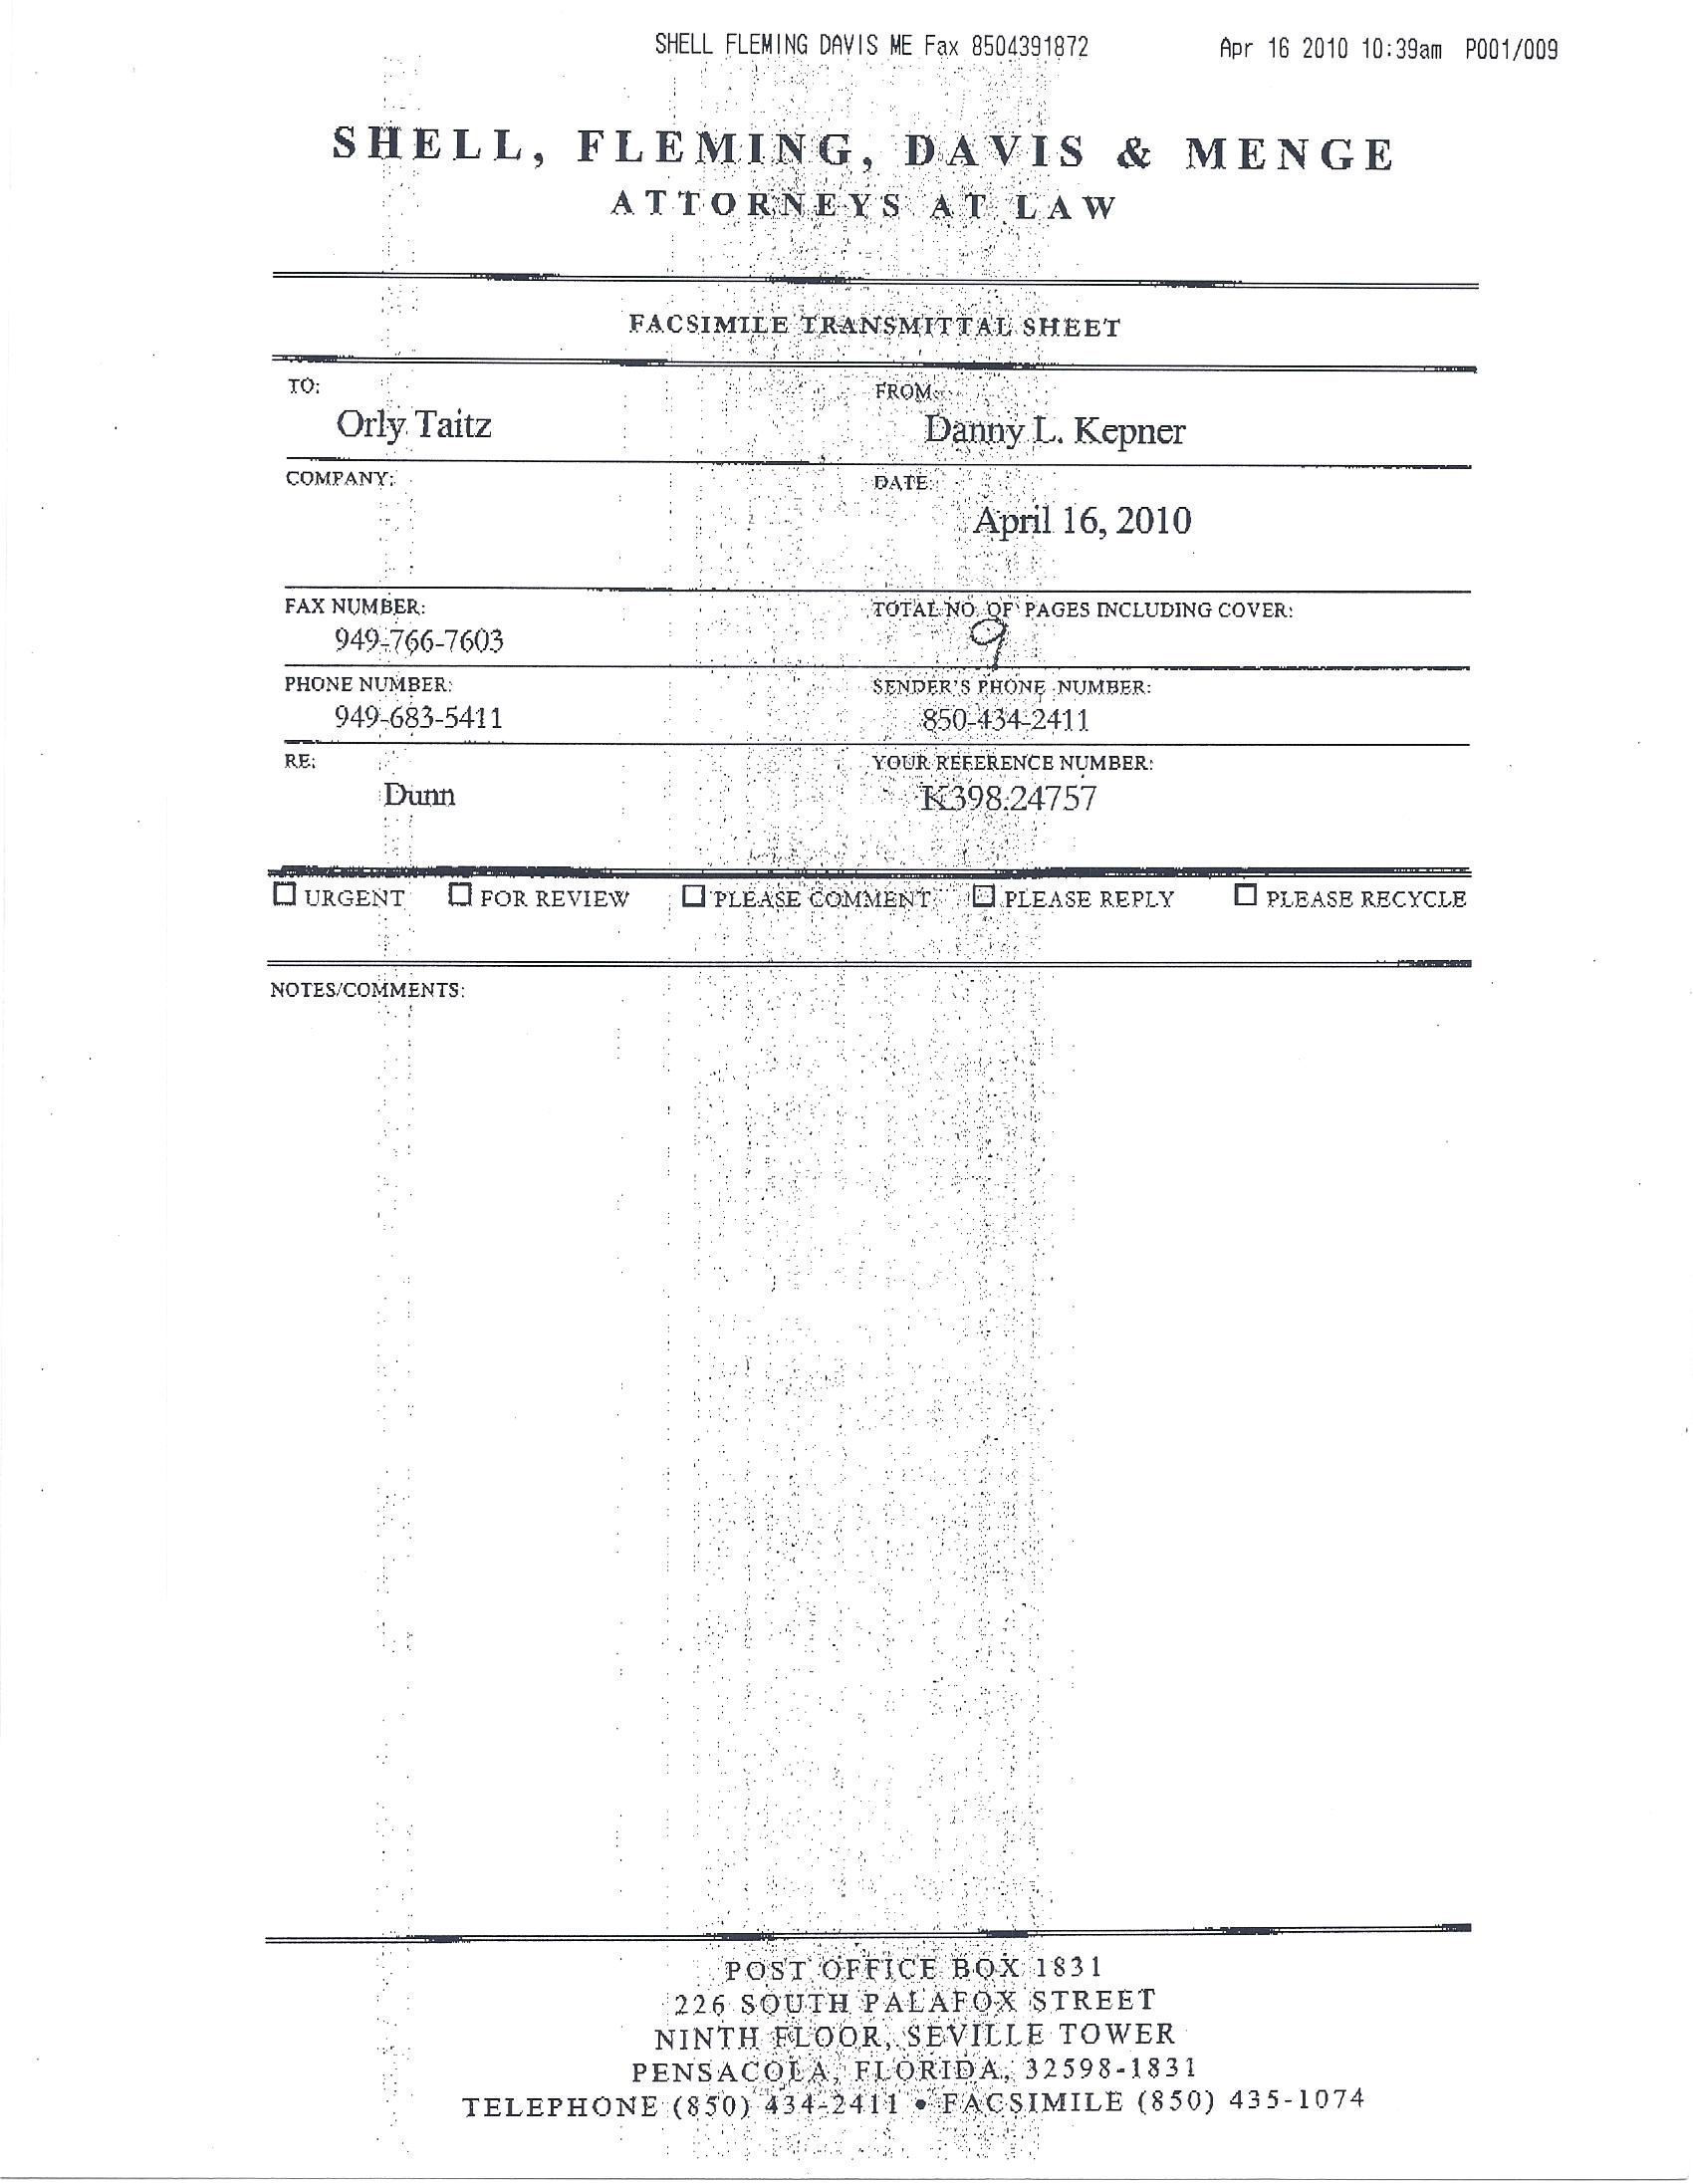 SHELL FLEMING DAVIS ME Fax 8504391872 Apr 16 2010 10:39am P001/009
SHELL, FLEMING, DAVIS & MENGE
ATTORNEYS AT LAW
FACSIMILE TRANSMITTAL SHEET
TO: FROM:
Orly Taitz Danny L. Kepner
COMPANY: DATE:
April 16, 2010
FAX NUMBER: TOTAL NO. OF PAGES INCLUDING COVER:
949-766-7603 9
PHONE NUMBER: SENDER'S PHONE NUMBER:
949-683-5411 850-434-2411
RE: YOUR REFERENCE NUMBER:
Dunn K398.24757
☐ URGENT ☐ FOR REVIEW ☐ PLEASE COMMENT ☐ PLEASE REPLY ☐ PLEASE RECYCLE
NOTES/COMMENTS:
POST OFFICE BOX 1831
226 SOUTH PALAFOX STREET
NINTH FLOOR, SEVILLE TOWER
PENSACOLA, FLORIDA, 32598-1831
TELEPHONE (850) 434-2411 • FACSIMILE (850) 435-1074